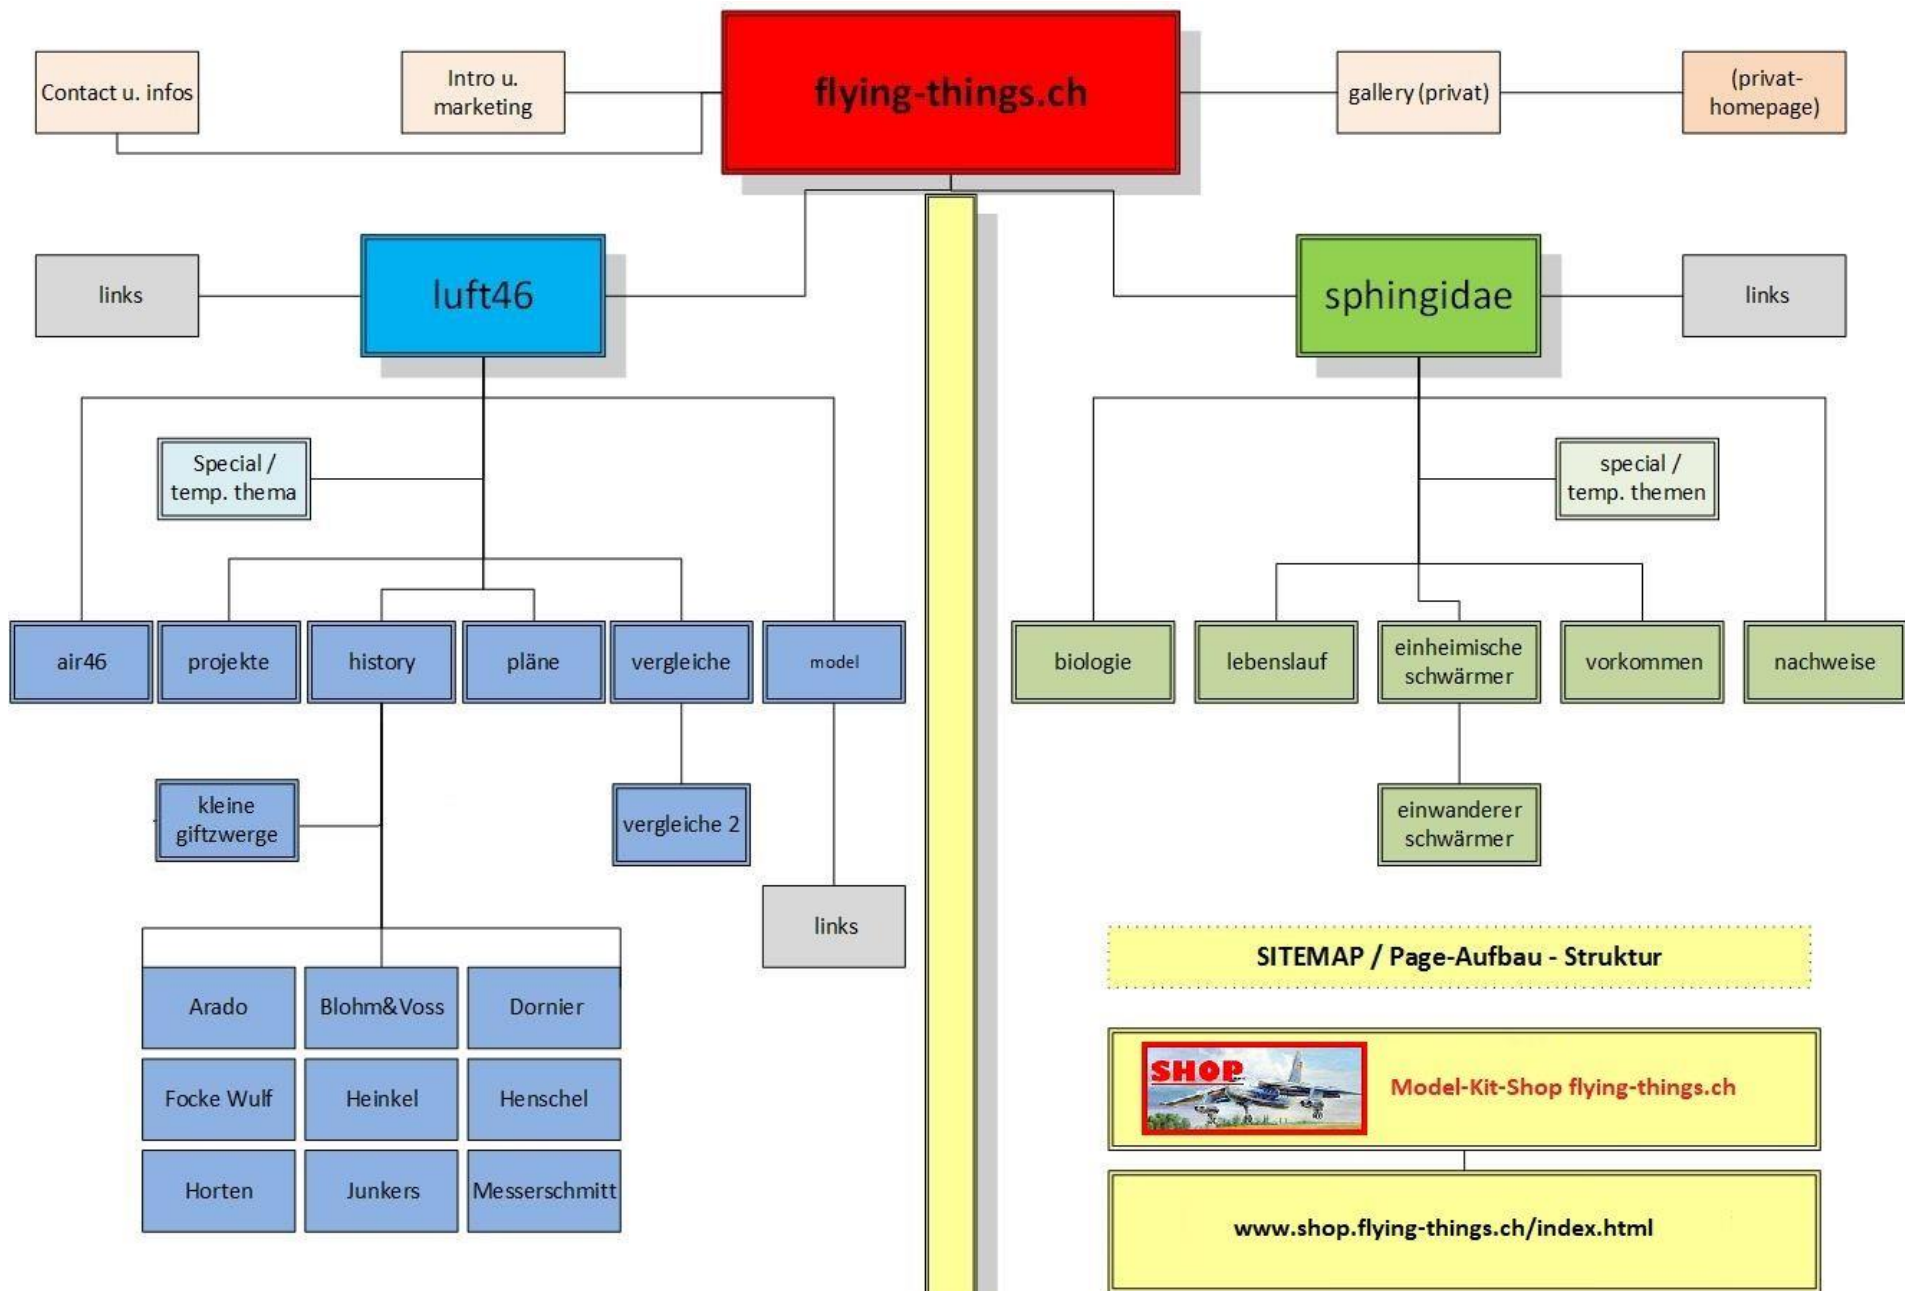 Contact u. infos
Intro u.
marketing
flying-things.ch
gallery (privat)
(privat-
homepage)
links
luft46
sphingidae
links
Special /
temp. thema
special /
temp. themen
air46
projekte
history
pläne
vergleiche
model
biologie
lebenslauf
einheimische
schwärmer
vorkommen
nachweise
kleine
giftzwerge
vergleiche 2
einwanderer
schwärmer
links
Arado
Blohm&Voss
Dornier
Focke Wulf
Heinkel
Henschel
Horten
Junkers
Messerschmitt
SITEMAP / Page-Aufbau - Struktur
SHOP
Model-Kit-Shop flying-things.ch
www.shop.flying-things.ch/index.html